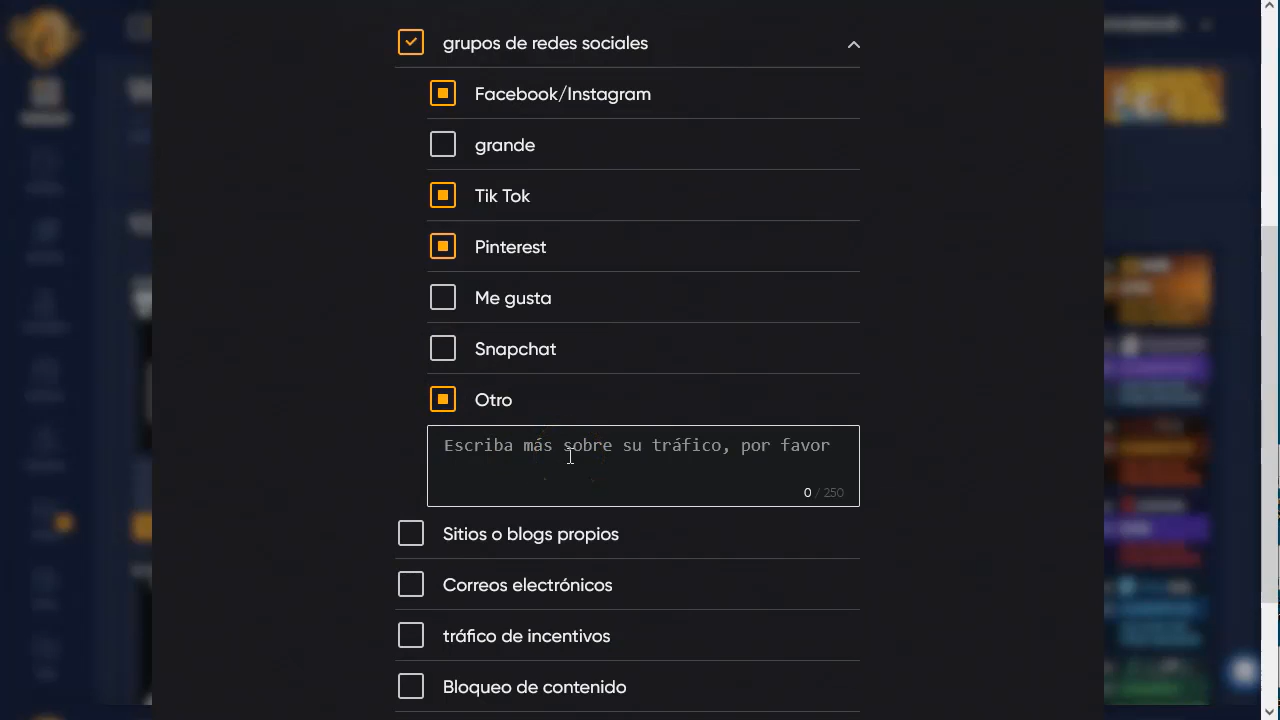 grupos de redes sociales
Facebook/Instagram
grande
Tik Tok
Pinterest
Me gusta
Snapchat
Otro
Escriba más sobre su tráfico, por favor
0 / 250
Sitios o blogs propios
Correos electrónicos
tráfico de incentivos
Bloqueo de contenido